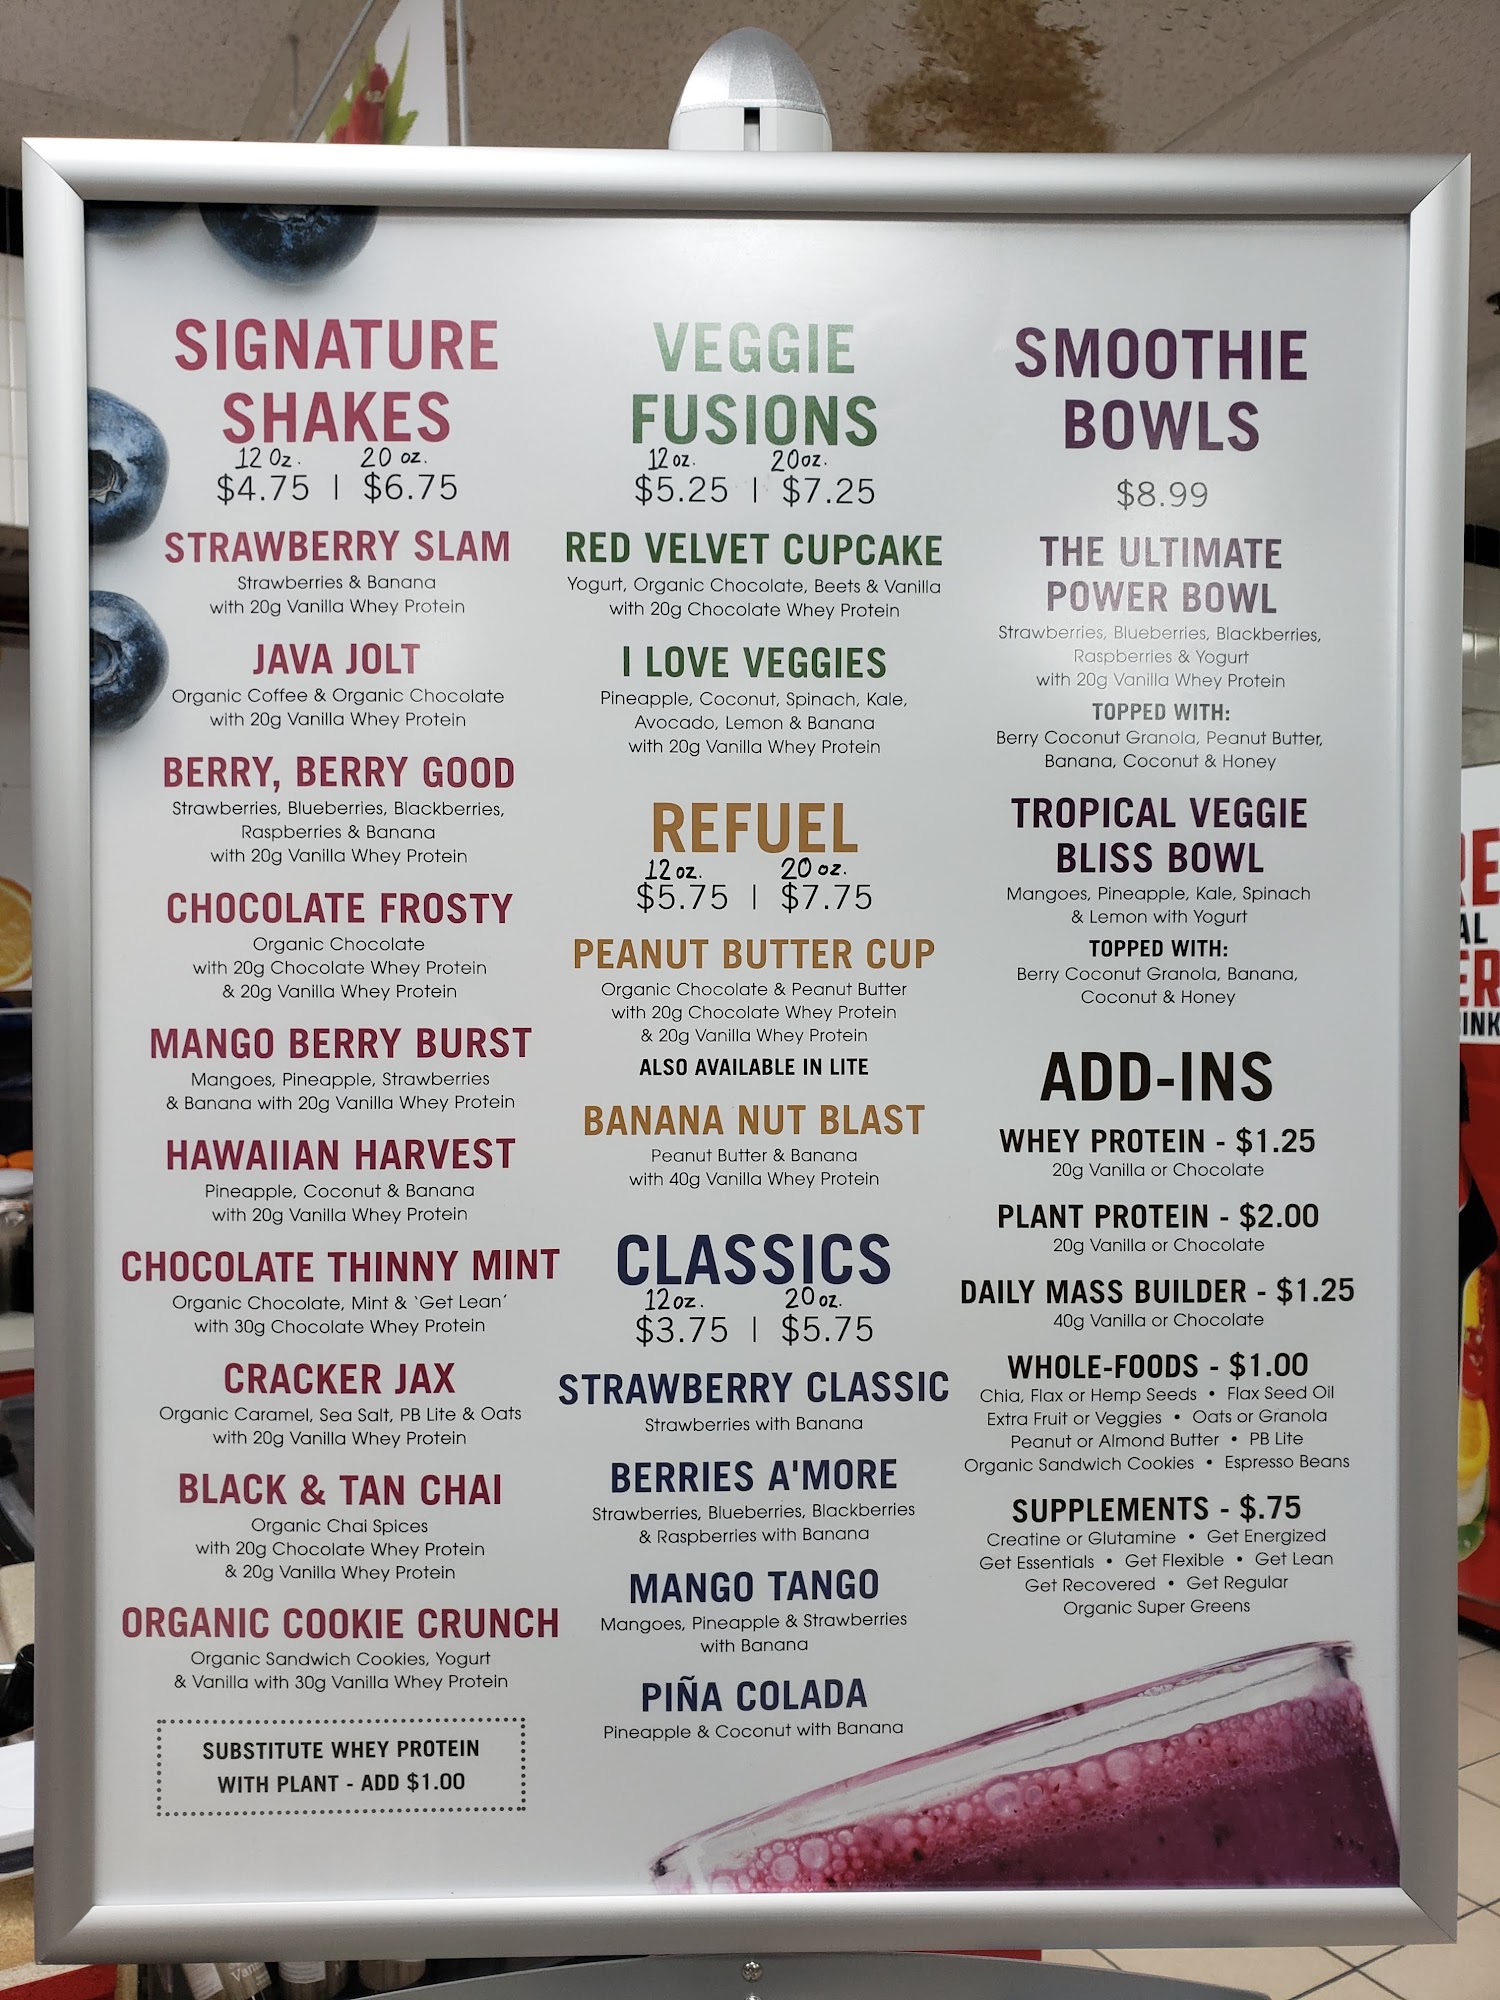 SIGNATURE
SHAKES
12 Oz. 20 oz.
$4.75 | $6.75
STRAWBERRY SLAM
Strawberries & Banana
with 20g Vanilla Whey Protein
JAVA JOLT
Organic Coffee & Organic Chocolate
with 20g Vanilla Whey Protein
BERRY, BERRY GOOD
Strawberries, Blueberries, Blackberries,
Raspberries & Banana
with 20g Vanilla Whey Protein
CHOCOLATE FROSTY
Organic Chocolate
with 20g Chocolate Whey Protein
& 20g Vanilla Whey Protein
MANGO BERRY BURST
Mangoes, Pineapple, Strawberries
& Banana with 20g Vanilla Whey Protein
HAWAIIAN HARVEST
Pineapple, Coconut & Banana
with 20g Vanilla Whey Protein
CHOCOLATE THINNY MINT
Organic Chocolate, Mint & 'Get Lean'
with 30g Chocolate Whey Protein
CRACKER JAX
Organic Caramel, Sea Salt, PB Lite & Oats
with 20g Vanilla Whey Protein
BLACK & TAN CHAI
Organic Chai Spices
with 20g Chocolate Whey Protein
& 20g Vanilla Whey Protein
ORGANIC COOKIE CRUNCH
Organic Sandwich Cookies, Yogurt
& Vanilla with 30g Vanilla Whey Protein
SUBSTITUTE WHEY PROTEIN
WITH PLANT - ADD $1.00
VEGGIE
FUSIONS
12 oz. 20oz.
$5.25 | $7.25
RED VELVET CUPCAKE
Yogurt, Organic Chocolate, Beets & Vanilla
with 20g Chocolate Whey Protein
I LOVE VEGGIES
Pineapple, Coconut, Spinach, Kale,
Avocado, Lemon & Banana
with 20g Vanilla Whey Protein
REFUEL
12 oz. 20 oz.
$5.75 | $7.75
PEANUT BUTTER CUP
Organic Chocolate & Peanut Butter
with 20g Chocolate Whey Protein
& 20g Vanilla Whey Protein
ALSO AVAILABLE IN LITE
BANANA NUT BLAST
Peanut Butter & Banana
with 40g Vanilla Whey Protein
CLASSICS
12oz. 20 oz.
$3.75 | $5.75
STRAWBERRY CLASSIC
Strawberries with Banana
BERRIES A'MORE
Strawberries, Blueberries, Blackberries
& Raspberries with Banana
MANGO TANGO
Mangoes, Pineapple & Strawberries
with Banana
PIÑA COLADA
Pineapple & Coconut with Banana
SMOOTHIE
BOWLS
$8.99
THE ULTIMATE
POWER BOWL
Strawberries, Blueberries, Blackberries,
Raspberries & Yogurt
with 20g Vanilla Whey Protein
TOPPED WITH:
Berry Coconut Granola, Peanut Butter,
Banana, Coconut & Honey
TROPICAL VEGGIE
BLISS BOWL
Mangoes, Pineapple, Kale, Spinach
& Lemon with Yogurt
TOPPED WITH:
Berry Coconut Granola, Banana,
Coconut & Honey
ADD-INS
WHEY PROTEIN - $1.25
20g Vanilla or Chocolate
PLANT PROTEIN - $2.00
20g Vanilla or Chocolate
DAILY MASS BUILDER - $1.25
40g Vanilla or Chocolate
WHOLE-FOODS - $1.00
Chia, Flax or Hemp Seeds • Flax Seed Oil
Extra Fruit or Veggies • Oats or Granola
Peanut or Almond Butter • PB Lite
Organic Sandwich Cookies • Espresso Beans
SUPPLEMENTS - $.75
Creatine or Glutamine • Get Energized
Get Essentials • Get Flexible • Get Lean
Get Recovered • Get Regular
Organic Super Greens